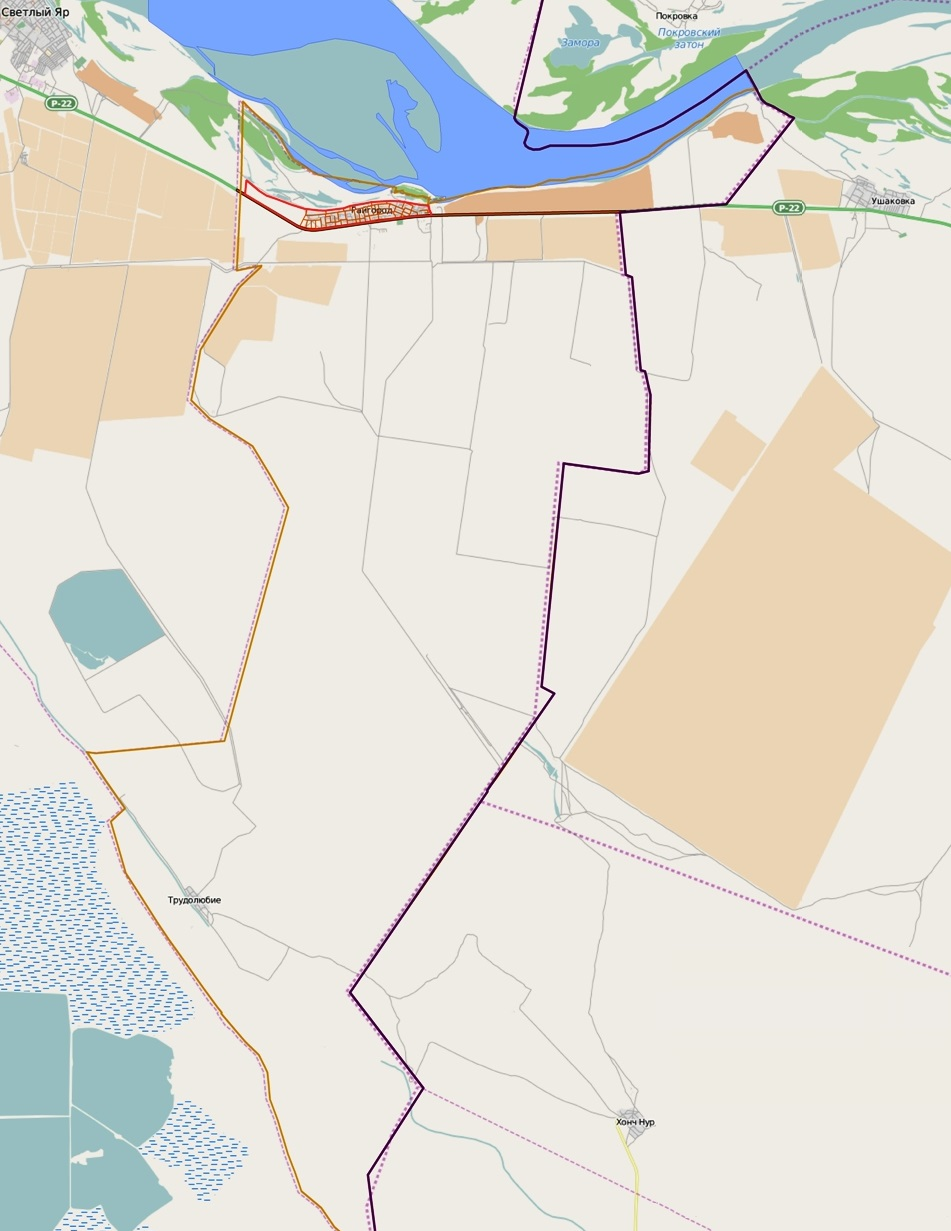 Светлый Яр
Покровка
Замора
Покровский
затон
Р-22
Райгород
Р-22
Ушаковка
Трудолюбие
Хонч Нур